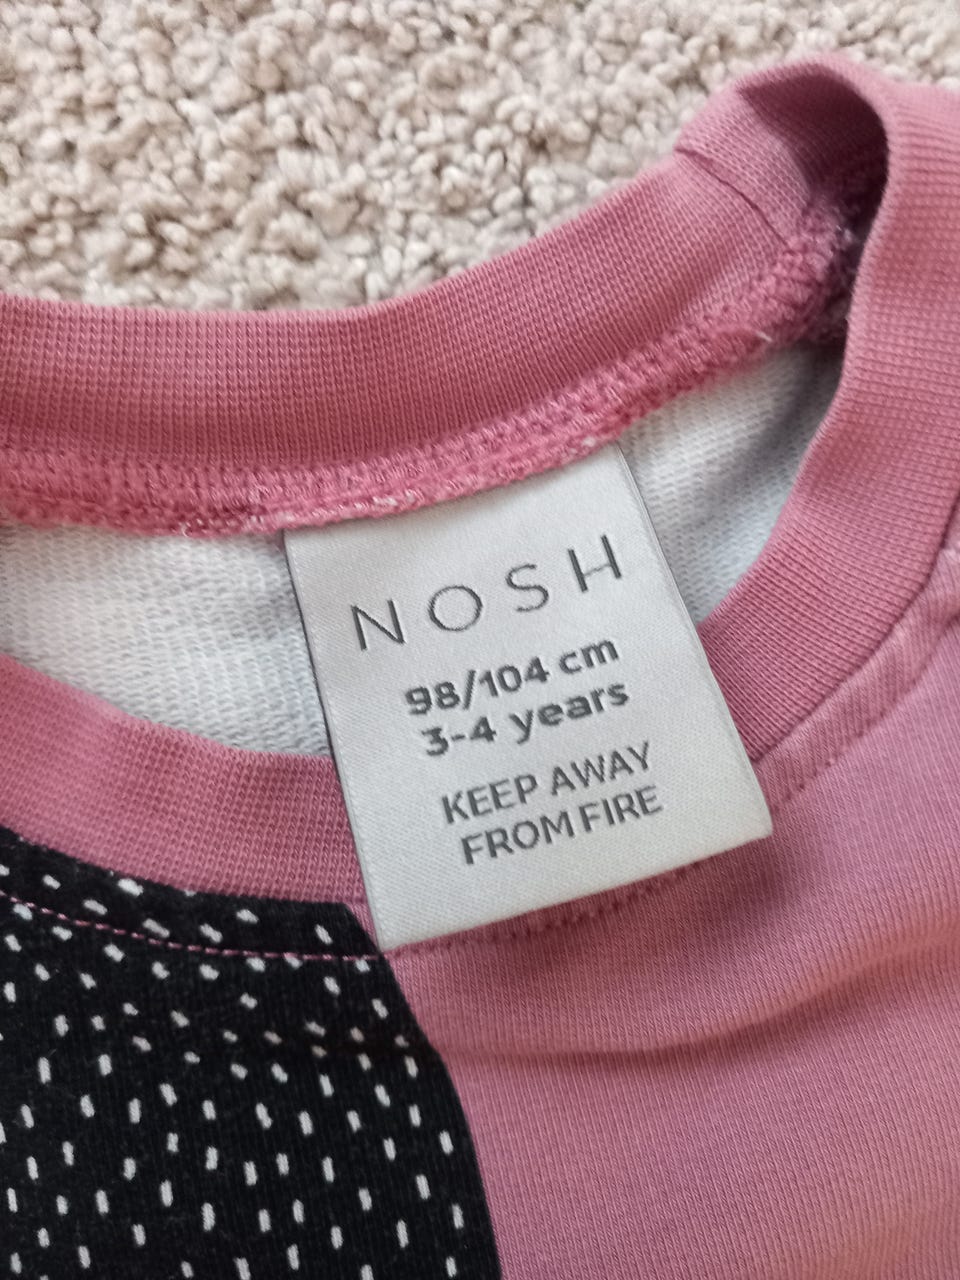 NOSH
98/104 cm
3-4 years
KEEP AWAY
FROM FIRE